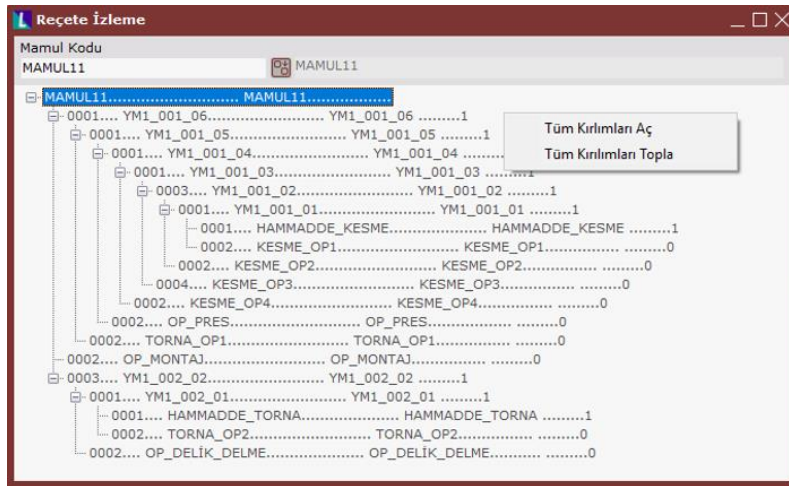 Reçete İzleme
Mamul Kodu
MAMUL11 MAMUL11
MAMUL11........................... MAMUL11.................
0001.... YM1_001_06........................ YM1_001_06 .........1
0001.... YM1_001_05........................ YM1_001_05 .........1
0001.... YM1_001_04........................ YM1_001_04 .........
0001.... YM1_001_03........................ YM1_001_03 .........1
0003.... YM1_001_02........................ YM1_001_02 .........1
0001.... YM1_001_01........................ YM1_001_01 .........1
0001.... HAMMADDE_KESME.................... HAMMADDE_KESME .........1
0002.... KESME_OP1......................... KESME_OP1................ .........0
0002.... KESME_OP2......................... KESME_OP2............... .........0
0004.... KESME_OP3......................... KESME_OP3............... .........0
0002.... KESME_OP4......................... KESME_OP4............... .........0
0002.... OP_PRES........................... OP_PRES................. .........0
0002.... TORNA_OP1......................... TORNA_OP1............... .........0
0002.... OP_MONTAJ......................... OP_MONTAJ............... .........0
0003.... YM1_002_02........................ YM1_002_02 .........1
0001.... YM1_002_01........................ YM1_002_01 .........1
0001.... HAMMADDE_TORNA.................... HAMMADDE_TORNA .........1
0002.... TORNA_OP2......................... TORNA_OP2................ .........0
0002.... OP_DELİK_DELME.................... OP_DELİK_DELME........... .........0
Tüm Kırlımları Aç
Tüm Kırılımları Topla